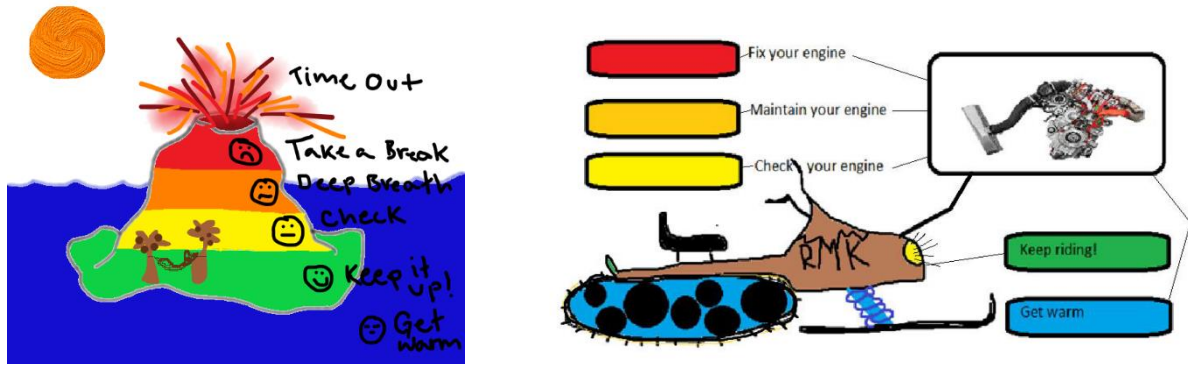 Time Out
Take a Break
Deep Breath
check
Keep it
up!
Get
warm
Fix your engine
Maintain your engine
Check your engine
RMK
Keep riding!
Get warm